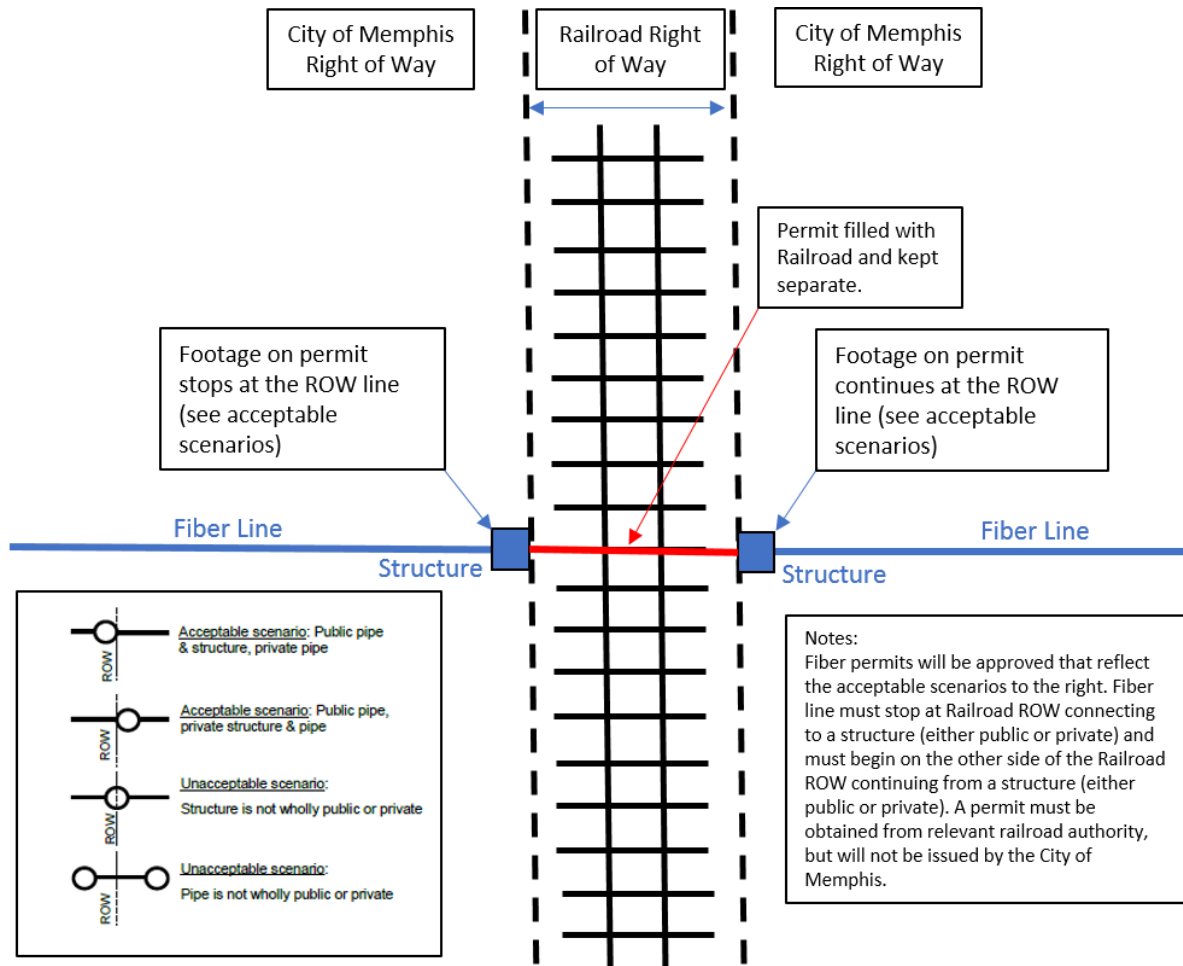 City of Memphis
Right of Way
Railroad Right
of Way
City of Memphis
Right of Way
Permit filled with
Railroad and kept
separate.
Footage on permit
stops at the ROW line
(see acceptable
scenarios)
Footage on permit
continues at the ROW
line (see acceptable
scenarios)
Fiber Line
Structure
Fiber Line
Structure
ROW
Acceptable scenario: Public pipe
& structure, private pipe
ROW
Acceptable scenario: Public pipe,
private structure & pipe
ROW
Unacceptable scenario:
Structure is not wholly public or private
ROW
Unacceptable scenario:
Pipe is not wholly public or private
Notes:
Fiber permits will be approved that reflect
the acceptable scenarios to the right. Fiber
line must stop at Railroad ROW connecting
to a structure (either public or private) and
must begin on the other side of the Railroad
ROW continuing from a structure (either
public or private). A permit must be
obtained from relevant railroad authority,
but will not be issued by the City of
Memphis.